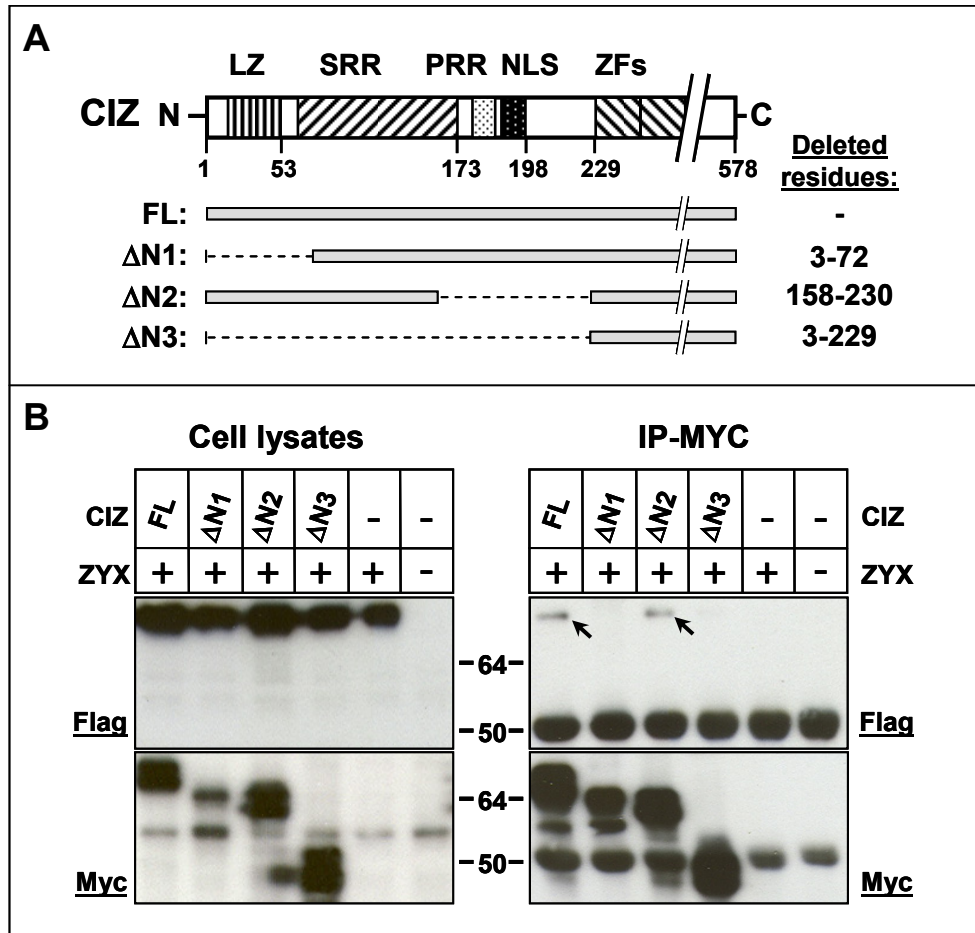 A
LZ SRR PRR NLS ZFs
CIZ N C
1 53 173 198 229 578
Deleted
residues:
FL: -
ΔN1: 3-72
ΔN2: 158-230
ΔN3: 3-229
B
Cell lysates IP-MYC
CIZ FL ΔN1 ΔN2 ΔN3 - - FL ΔN1 ΔN2 ΔN3 - - CIZ
ZYX + + + + + - + + + + + - ZYX
-64-
Flag -50- Flag
-64-
-50-
Myc Myc